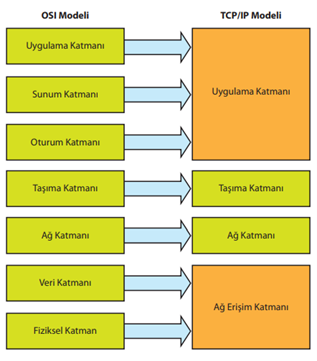 OSI Modeli TCP/IP Modeli
Uygulama Katmanı
Sunum Katmanı
Uygulama Katmanı
Oturum Katmanı
Taşıma Katmanı Taşıma Katmanı
Ağ Katmanı Ağ Katmanı
Veri Katmanı
Ağ Erişim Katmanı
Fiziksel Katman